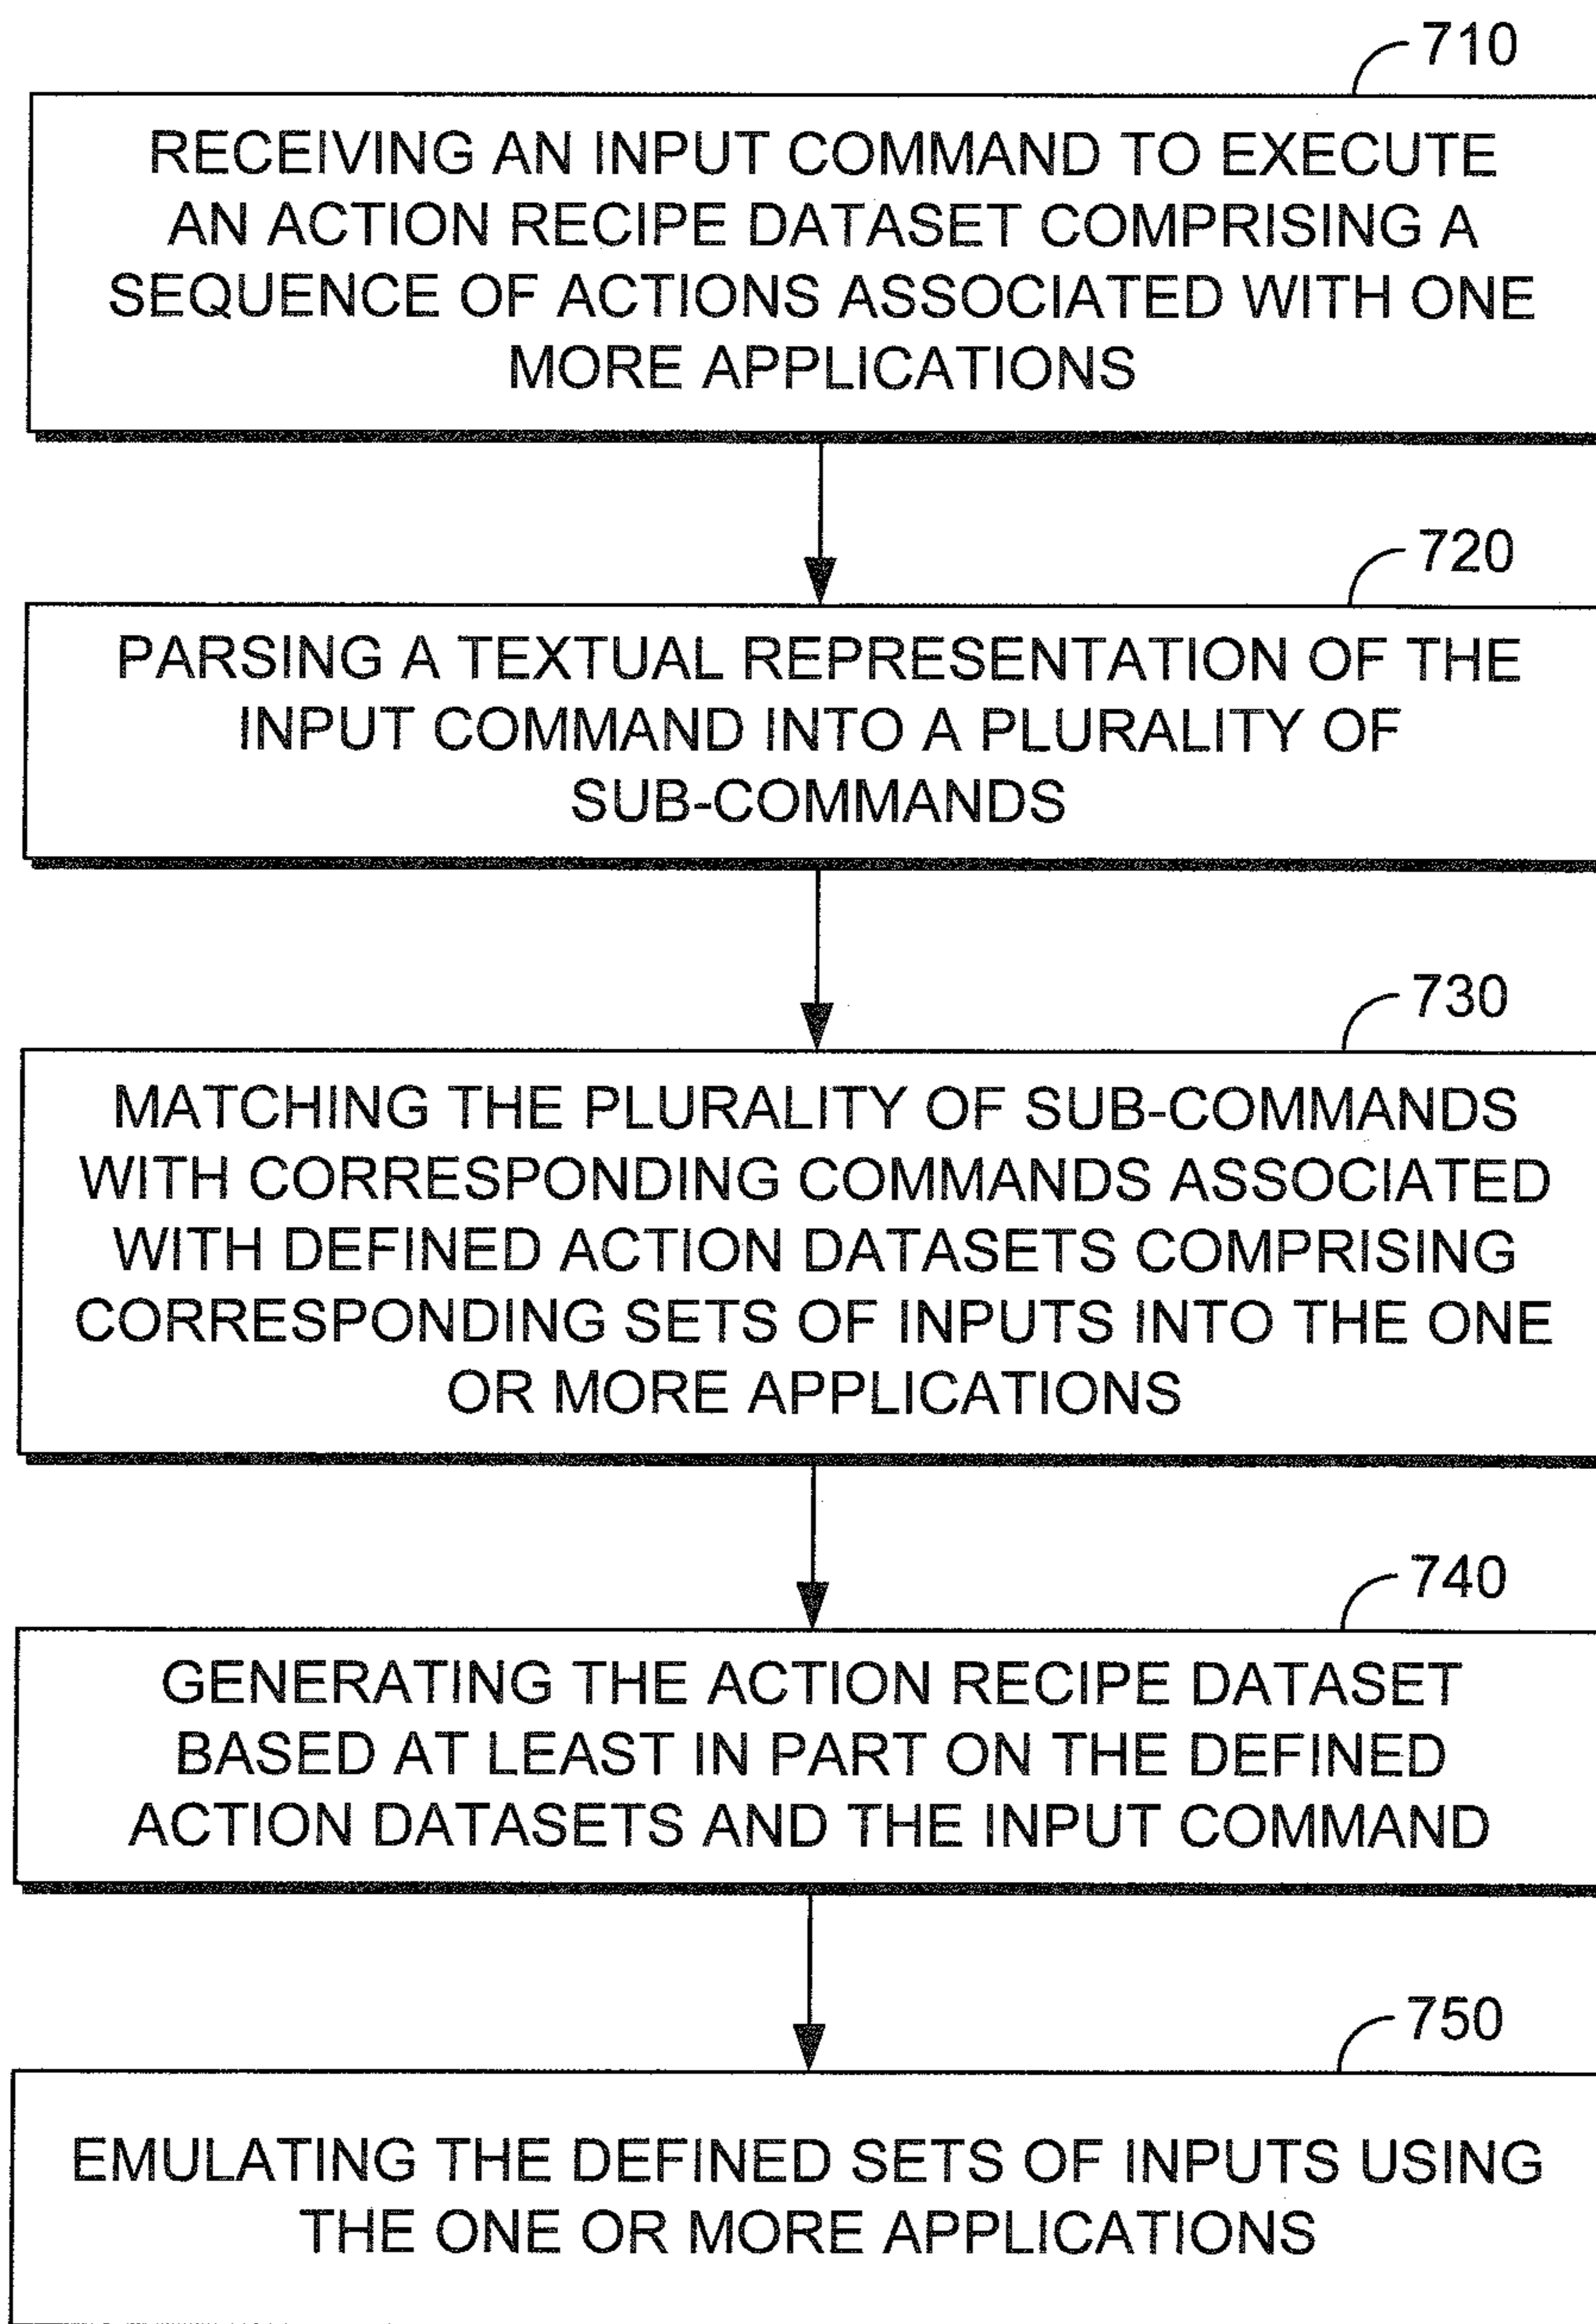 710
RECEIVING AN INPUT COMMAND TO EXECUTE
AN ACTION RECIPE DATASET COMPRISING A
SEQUENCE OF ACTIONS ASSOCIATED WITH ONE
MORE APPLICATIONS
720
PARSING A TEXTUAL REPRESENTATION OF THE
INPUT COMMAND INTO A PLURALITY OF
SUB-COMMANDS
730
MATCHING THE PLURALITY OF SUB-COMMANDS
WITH CORRESPONDING COMMANDS ASSOCIATED
WITH DEFINED ACTION DATASETS COMPRISING
CORRESPONDING SETS OF INPUTS INTO THE ONE
OR MORE APPLICATIONS
740
GENERATING THE ACTION RECIPE DATASET
BASED AT LEAST IN PART ON THE DEFINED
ACTION DATASETS AND THE INPUT COMMAND
750
EMULATING THE DEFINED SETS OF INPUTS USING
THE ONE OR MORE APPLICATIONS